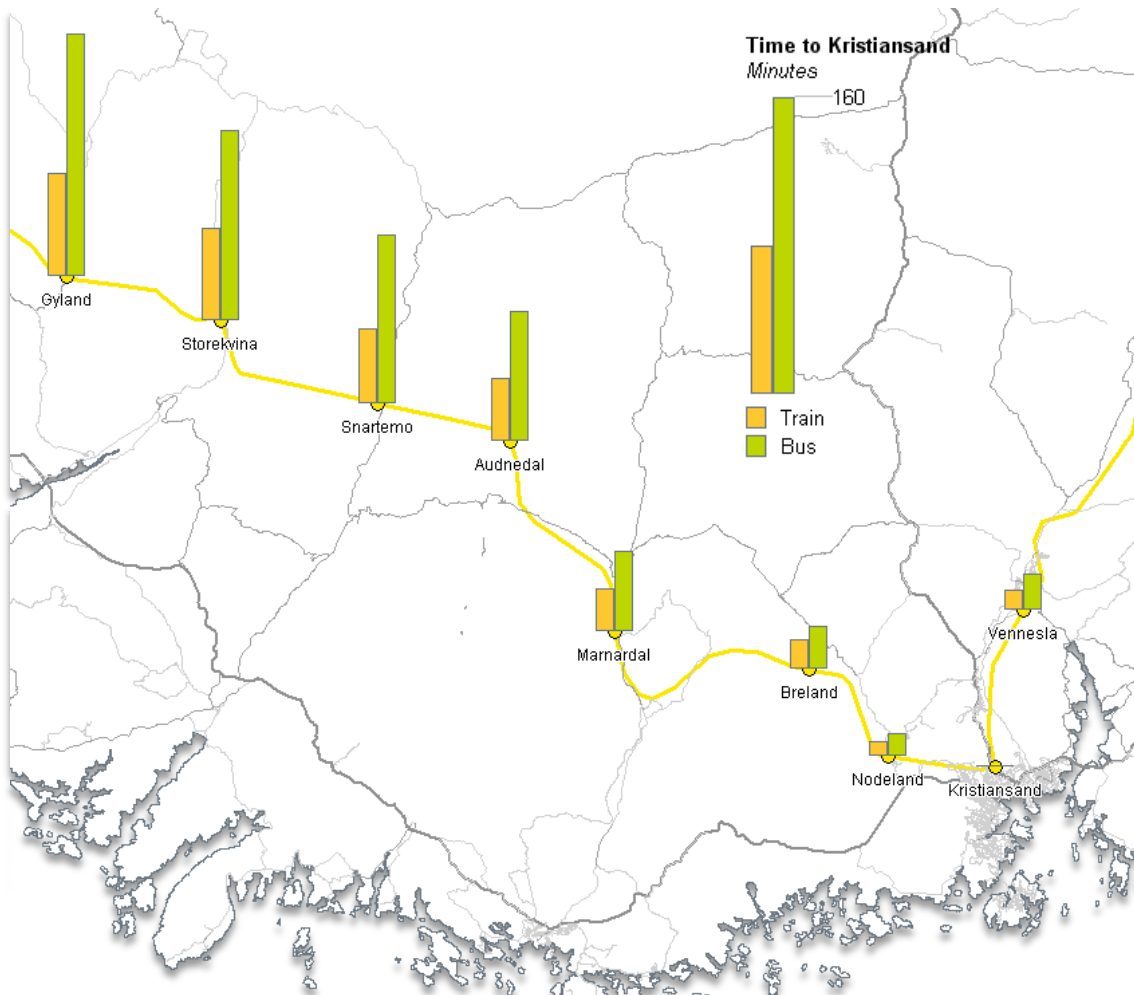 Time to Kristiansand
Minutes
160
Gyland
Storekvina
Snartemo
Train
Audnedal
Bus
Marnardal
Vennesla
Breland
Nodeland
Kristiansand